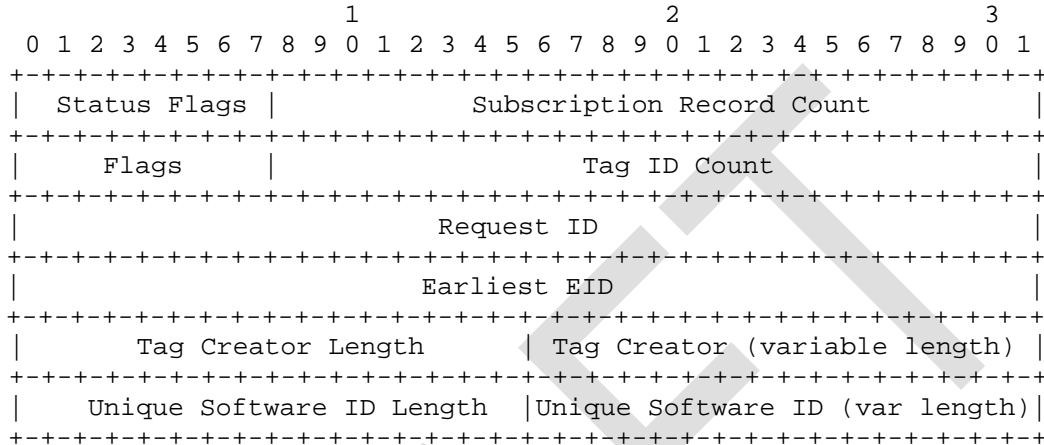 1                   2                   3
 0 1 2 3 4 5 6 7 8 9 0 1 2 3 4 5 6 7 8 9 0 1 2 3 4 5 6 7 8 9 0 1
+-+-+-+-+-+-+-+-+-+-+-+-+-+-+-+-+-+-+-+-+-+-+-+-+-+-+-+-+-+-+-+-+
|  Status Flags |            Subscription Record Count          |
+-+-+-+-+-+-+-+-+-+-+-+-+-+-+-+-+-+-+-+-+-+-+-+-+-+-+-+-+-+-+-+-+
|     Flags     |                   Tag ID Count                |
+-+-+-+-+-+-+-+-+-+-+-+-+-+-+-+-+-+-+-+-+-+-+-+-+-+-+-+-+-+-+-+-+
|                          Request ID                           |
+-+-+-+-+-+-+-+-+-+-+-+-+-+-+-+-+-+-+-+-+-+-+-+-+-+-+-+-+-+-+-+-+
|                         Earliest EID                          |
+-+-+-+-+-+-+-+-+-+-+-+-+-+-+-+-+-+-+-+-+-+-+-+-+-+-+-+-+-+-+-+-+
|       Tag Creator Length      | Tag Creator (variable length) |
+-+-+-+-+-+-+-+-+-+-+-+-+-+-+-+-+-+-+-+-+-+-+-+-+-+-+-+-+-+-+-+-+
|    Unique Software ID Length  |Unique Software ID (var length)|
+-+-+-+-+-+-+-+-+-+-+-+-+-+-+-+-+-+-+-+-+-+-+-+-+-+-+-+-+-+-+-+-+